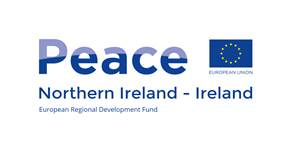 Peace
EUROPEAN UNION
Northern Ireland - Ireland
European Regional Development Fund